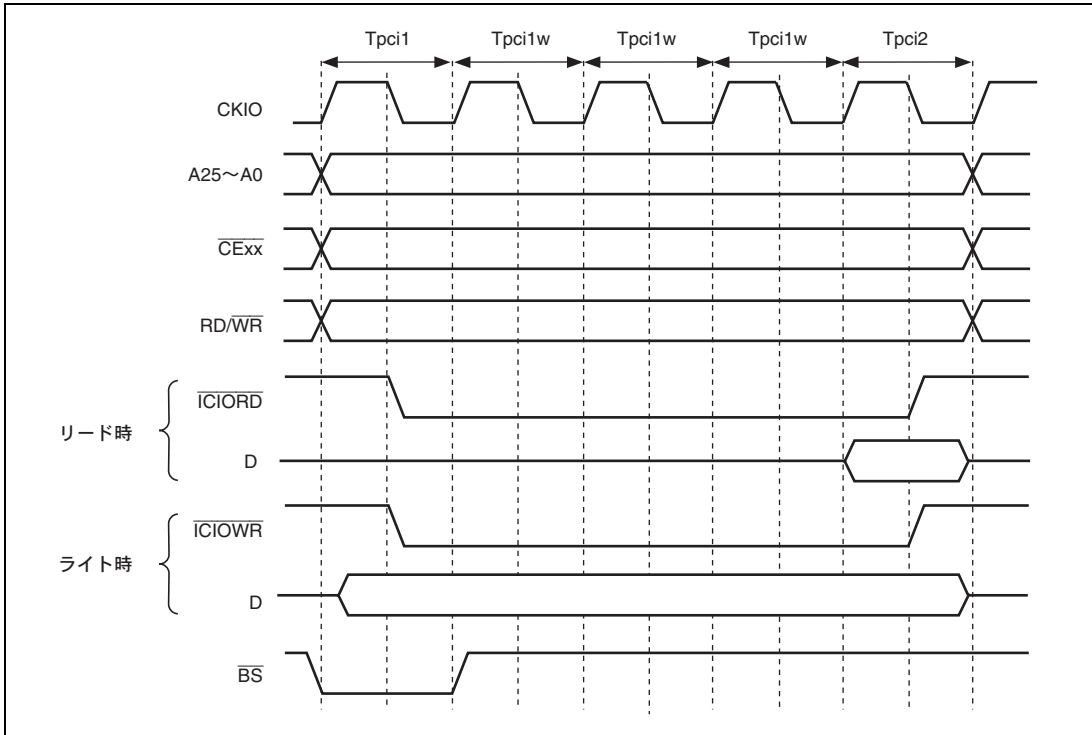 Tpci1 Tpci1w Tpci1w Tpci1w Tpci2
CKIO
A25～A0
CExx
RD/WR
ICIORD
リード時
D
ICIOWR
ライト時
D
BS